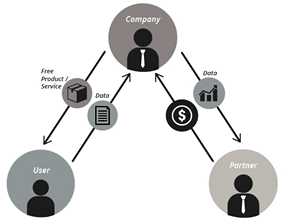 Company
Free
Product /
Service
Data
Data
$
User
Partner